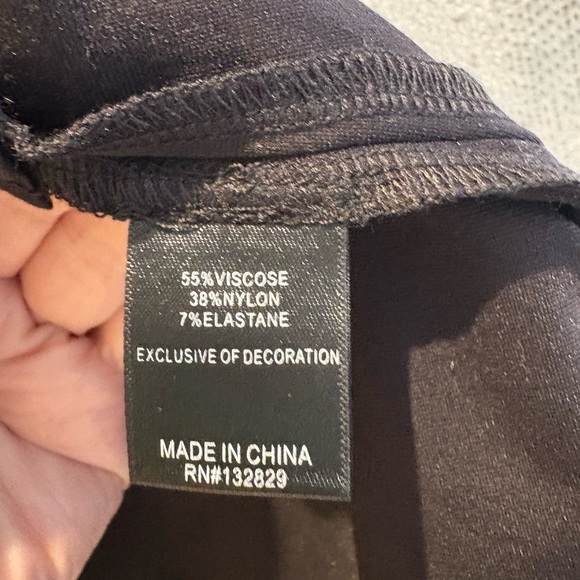 55%VISCOSE
38%NYLON
7%ELASTANE
EXCLUSIVE OF DECORATION
MADE IN CHINA
RN#132829